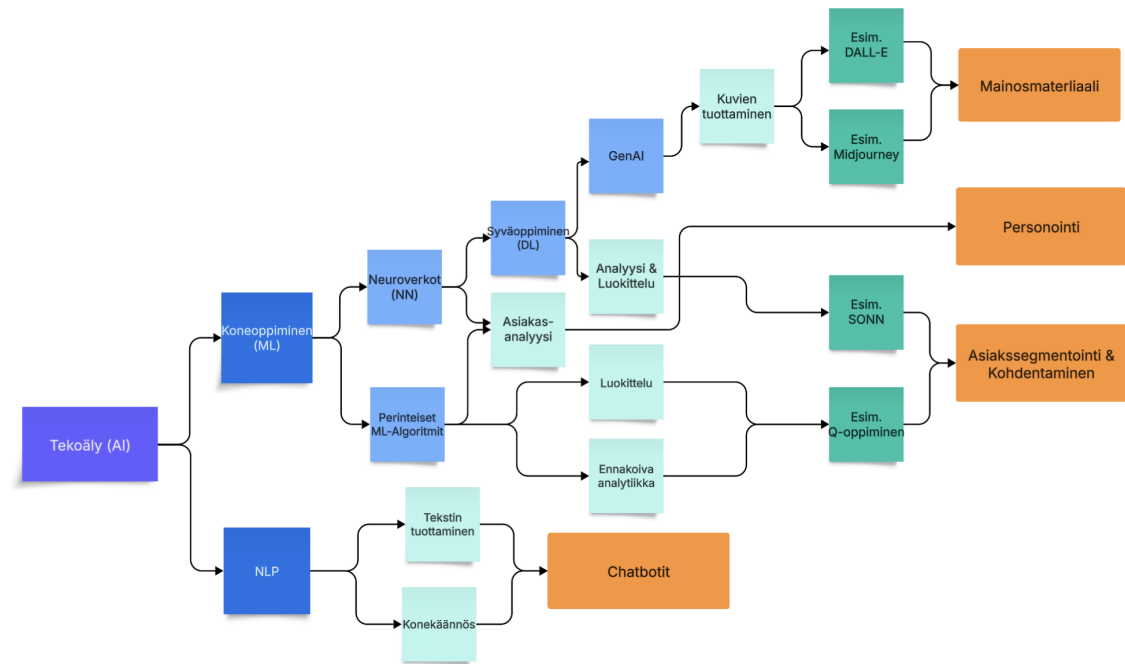 Esim.
DALL-E
Mainosmaterliaali
Kuvien
tuottaminen
Esim.
Midjourney
GenAI
Personointi
Syväoppiminen
(DL)
Analyysi &
Luokittelu
Neuroverkot
(NN)
Esim.
SONN
Asiakas-
analyysi
Koneoppiminen
(ML)
Asiakssegmentointi &
Kohdentaminen
Luokittelu
Perinteiset
ML-Algoritmit
Esim.
Q-oppiminen
Tekoäly (AI)
Ennakoiva
analytiikka
Tekstin
tuottaminen
NLP
Chatbotit
Konekäännös